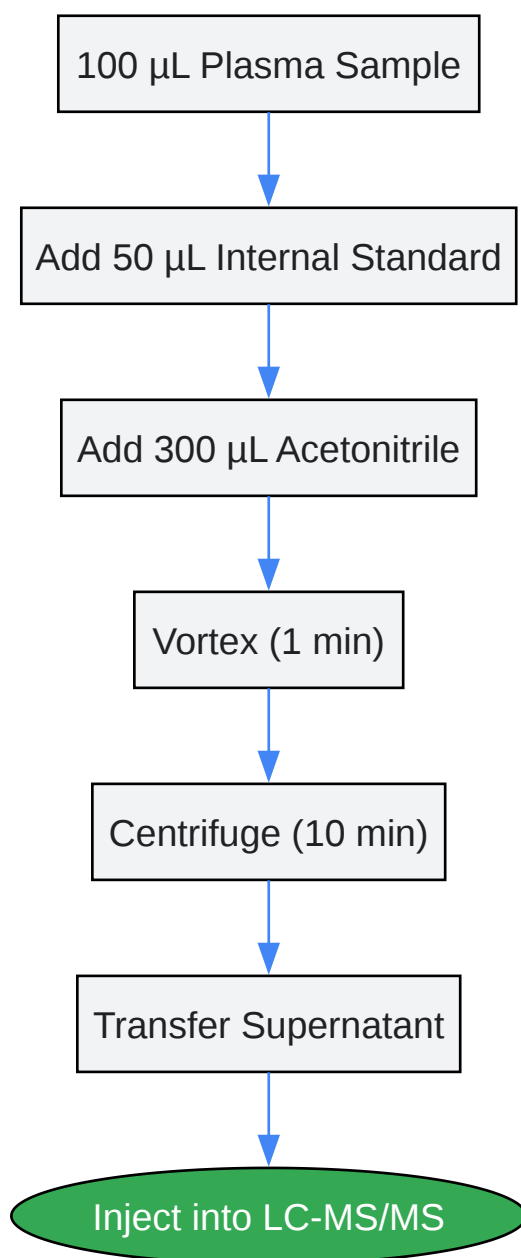 100 µL Plasma Sample
Add 50 µL Internal Standard
Add 300 µL Acetonitrile
Vortex (1 min)
Centrifuge (10 min)
Transfer Supernatant
Inject into LC-MS/MS